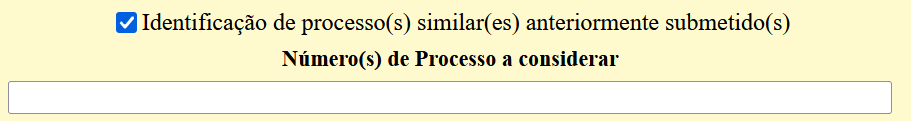 Identificação de processo(s) similar(es) anteriormente submetido(s)
Número(s) de Processo a considerar